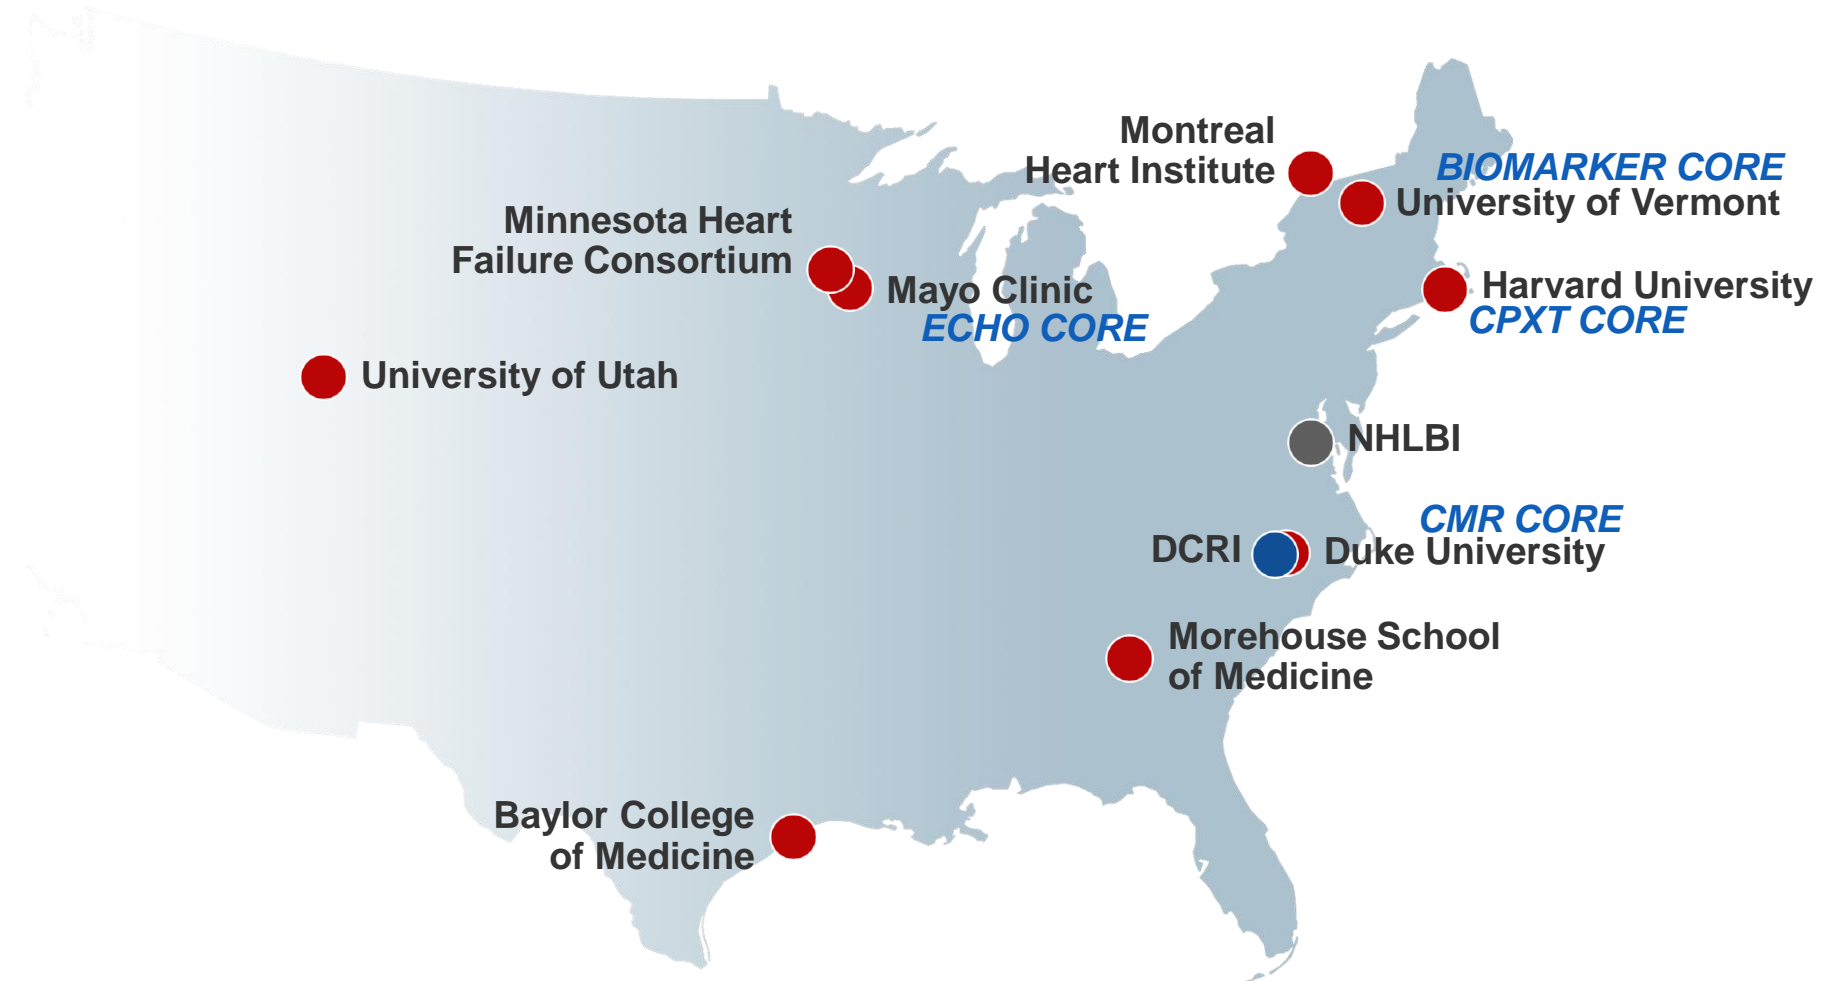 Montreal
Heart Institute
BIOMARKER CORE
University of Vermont
Minnesota Heart
Failure Consortium
Mayo Clinic
ECHO CORE
Harvard University
CPXT CORE
University of Utah
NHLBI
CMR CORE
DCRI
Duke University
Morehouse School
of Medicine
Baylor College
of Medicine